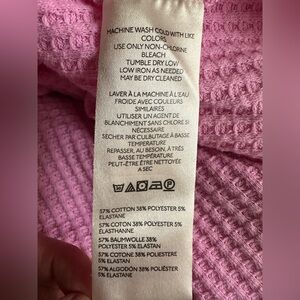 MACHINE WASH COLD WITH LIKE
COLORS
USE ONLY NON-CHLORINE
BLEACH
TUMBLE DRY LOW
LOW IRON AS NEEDED
MAY BE DRY CLEANED
LAVER À LA MACHINE À L'EAU
FROIDE AVEC COULEURS
SIMILAIRES
UTILISER UN AGENT DE
BLANCHIMENT SANS CHLORE SI
NÉCESSAIRE
SÉCHER PAR CULBUTAGE À BASSE
TEMPERATURE
REPASSER, AU BESOIN, À TRÈS
BASSE TEMPÉRATURE
PEUT-ÊTRE ÊTRE NETTOYÉE
A SEC
57% COTTON 38% POLYESTER 5%
ELASTANE
57% COTON 38% POLYESTER 5%
ÉLASTHANNE
57% BAUMWOLLE 38%
POLYESTER 5% ELASTAN
57% COTONE 38% POLIESTERE
5% ELASTAN
57% ALGODÓN 38% POLIÉSTER
5% ELASTANO